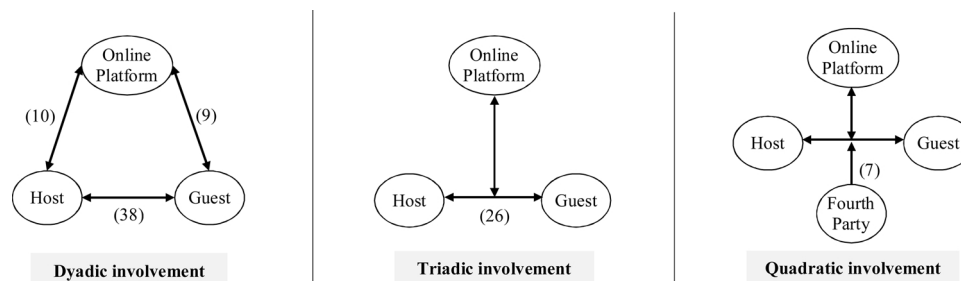 Online
Platform
(10)
(9)
Host
Guest
(38)
Dyadic involvement
Online
Platform
Host
Guest
(26)
Triadic involvement
Online
Platform
Host
Guest
(7)
Fourth
Party
Quadratic involvement